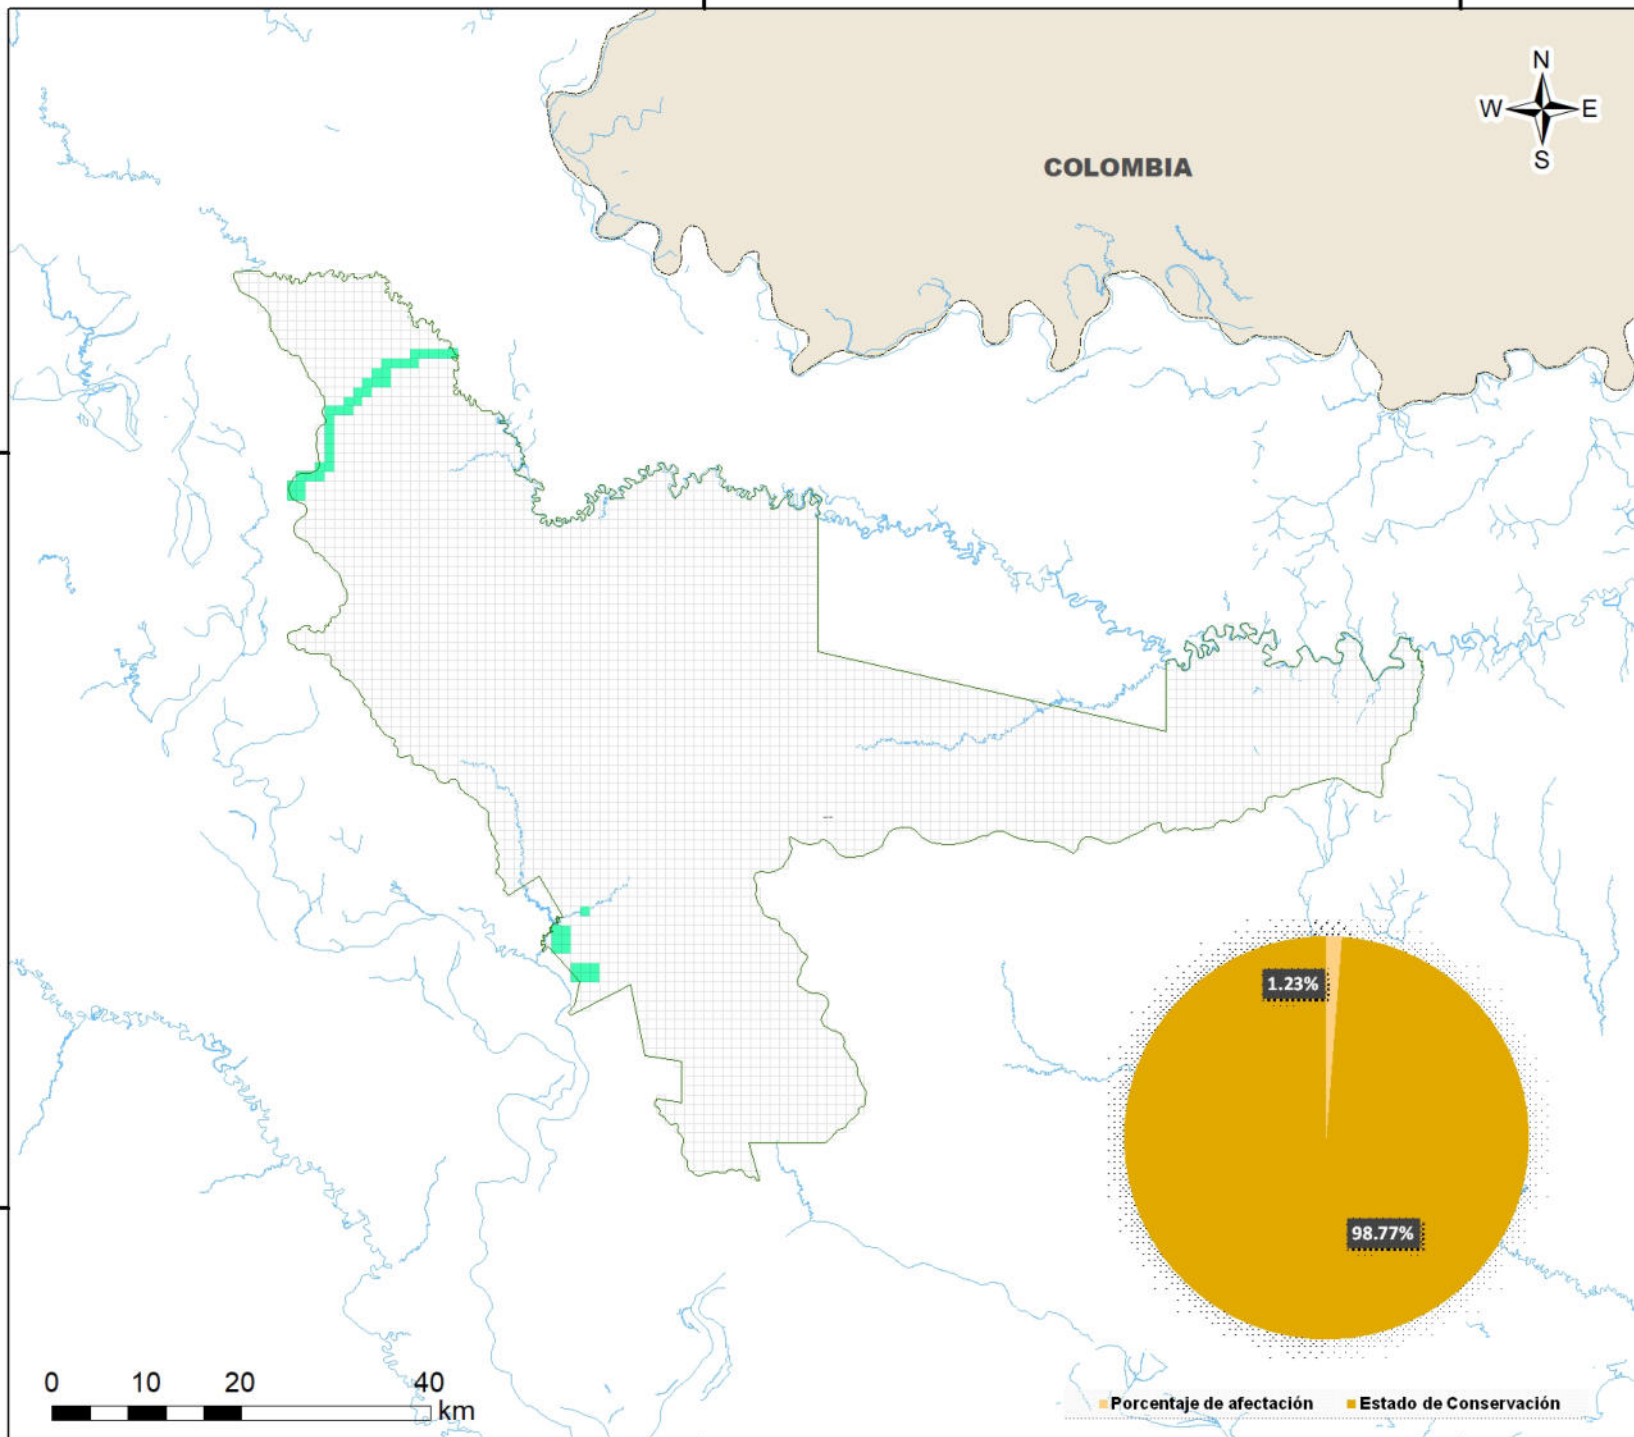 N
W E
S
COLOMBIA
1.23%
98.77%
0 10 20 40
km
Porcentaje de afectación Estado de Conservación